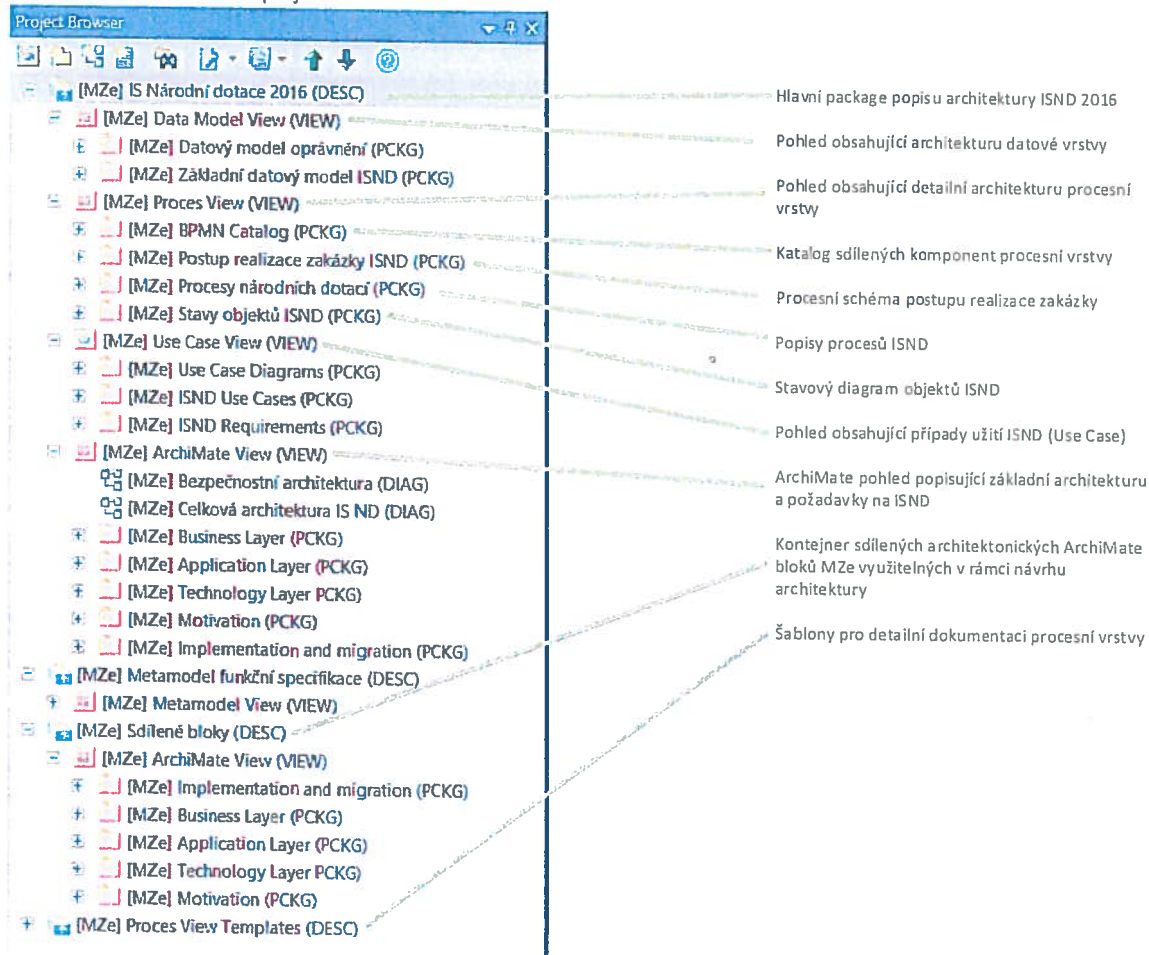 Project Browser
[MZe] IS Národní dotace 2016 (DESC)
[MZe] Data Model View (VIEW)
[MZe] Datový model oprávnění (PCKG)
[MZe] Základní datový model ISND (PCKG)
[MZe] Proces View (VIEW)
[MZe] BPMN Catalog (PCKG)
[MZe] Postup realizace zakázky ISND (PCKG)
[MZe] Procesy národních dotací (PCKG)
[MZe] Stavy objektů ISND (PCKG)
[MZe] Use Case View (VIEW)
[MZe] Use Case Diagrams (PCKG)
[MZe] ISND Use Cases (PCKG)
[MZe] ISND Requirements (PCKG)
[MZe] ArchiMate View (VIEW)
[MZe] Bezpečnostní architektura (DIAG)
[MZe] Celková architektura IS ND (DIAG)
[MZe] Business Layer (PCKG)
[MZe] Application Layer (PCKG)
[MZe] Technology Layer PCKG)
[MZe] Motivation (PCKG)
[MZe] Implementation and migration (PCKG)
[MZe] Metamodel funkční specifikace (DESC)
[MZe] Metamodel View (VIEW)
[MZe] Sdílené bloky (DESC)
[MZe] ArchiMate View (VIEW)
[MZe] Implementation and migration (PCKG)
[MZe] Business Layer (PCKG)
[MZe] Application Layer (PCKG)
[MZe] Technology Layer PCKG)
[MZe] Motivation (PCKG)
[MZe] Proces View Templates (DESC)
Hlavní package popisu architektury ISND 2016
Pohled obsahující architekturu datové vrstvy
Pohled obsahující detailní architekturu procesní
vrstvy
Katalog sdílených komponent procesní vrstvy
Procesní schéma postupu realizace zakázky
Popisy procesů ISND
Stavový diagram objektů ISND
Pohled obsahující případy užití ISND (Use Case)
ArchiMate pohled popisující základní architekturu
a požadavky na ISND
Kontejner sdílených architektonických ArchiMate
bloků MZe využitelných v rámci návrhu
architektury
Šablony pro detailní dokumentaci procesní vrstvy